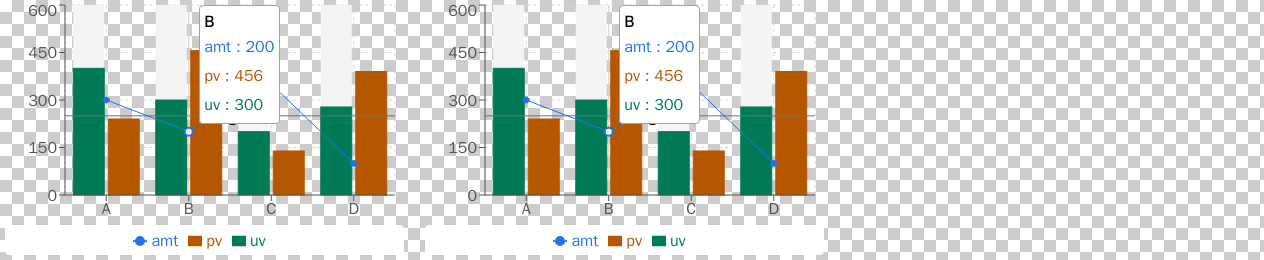 600
450
300
150
0
A B C D
B
amt : 200
pv : 456
uv : 300
amt pv uv
600
450
300
150
0
A B C D
B
amt : 200
pv : 456
uv : 300
amt pv uv